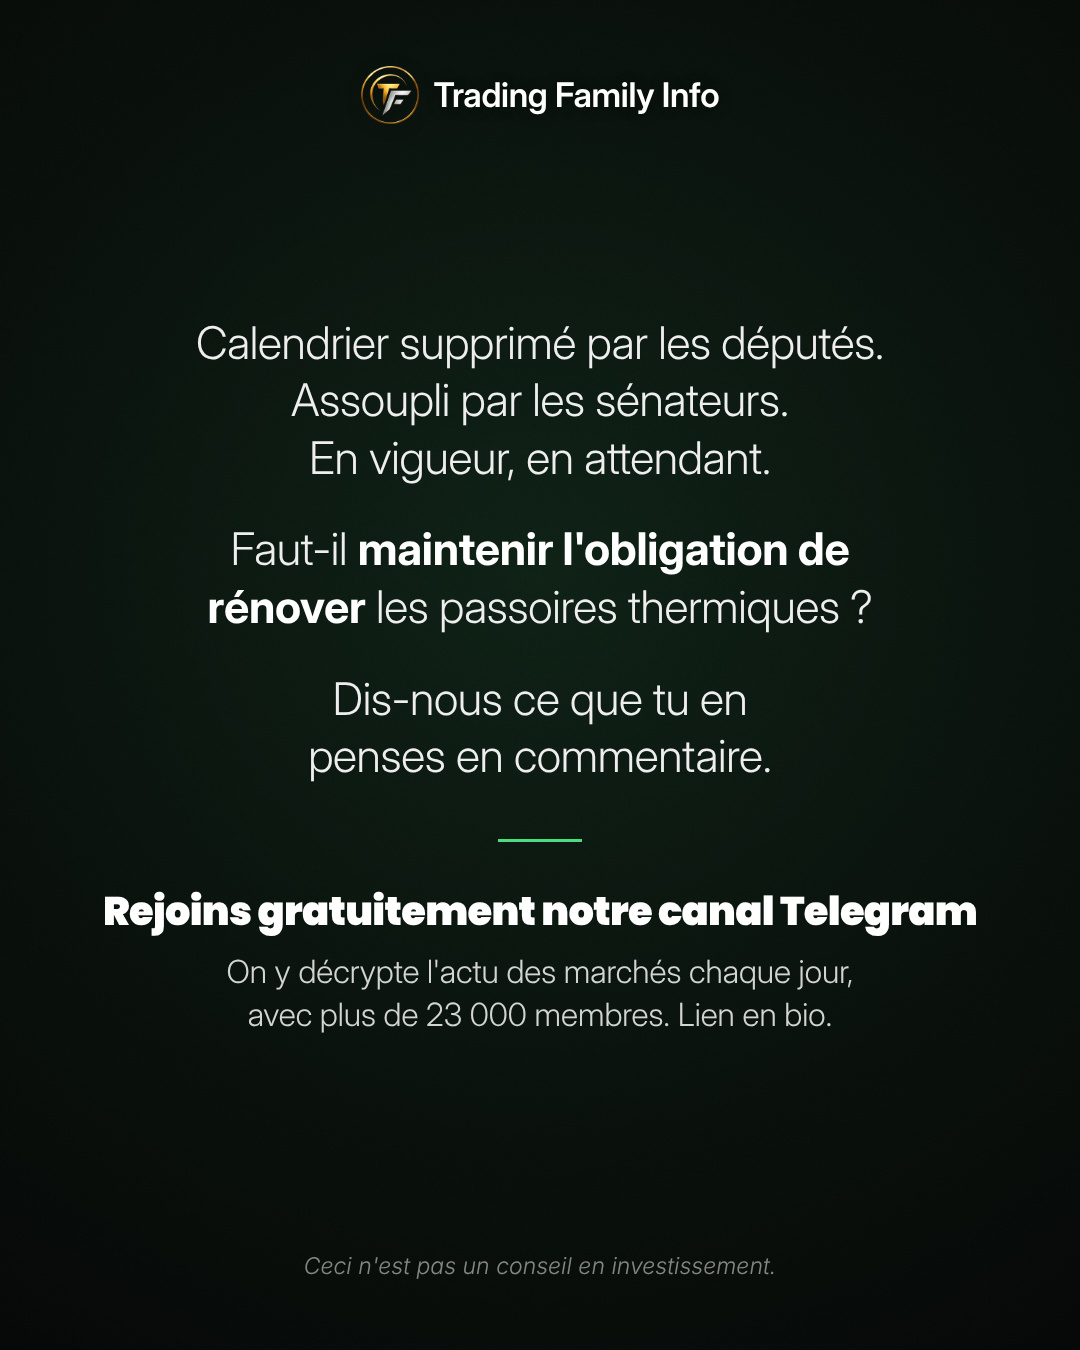 TF Trading Family Info
Calendrier supprimé par les députés.
Assoupli par les sénateurs.
En vigueur, en attendant.
Faut-il maintenir l'obligation de
rénover les passoires thermiques ?
Dis-nous ce que tu en
penses en commentaire.
Rejoins gratuitement notre canal Telegram
On y décrypte l'actu des marchés chaque jour,
avec plus de 23 000 membres. Lien en bio.
Ceci n'est pas un conseil en investissement.